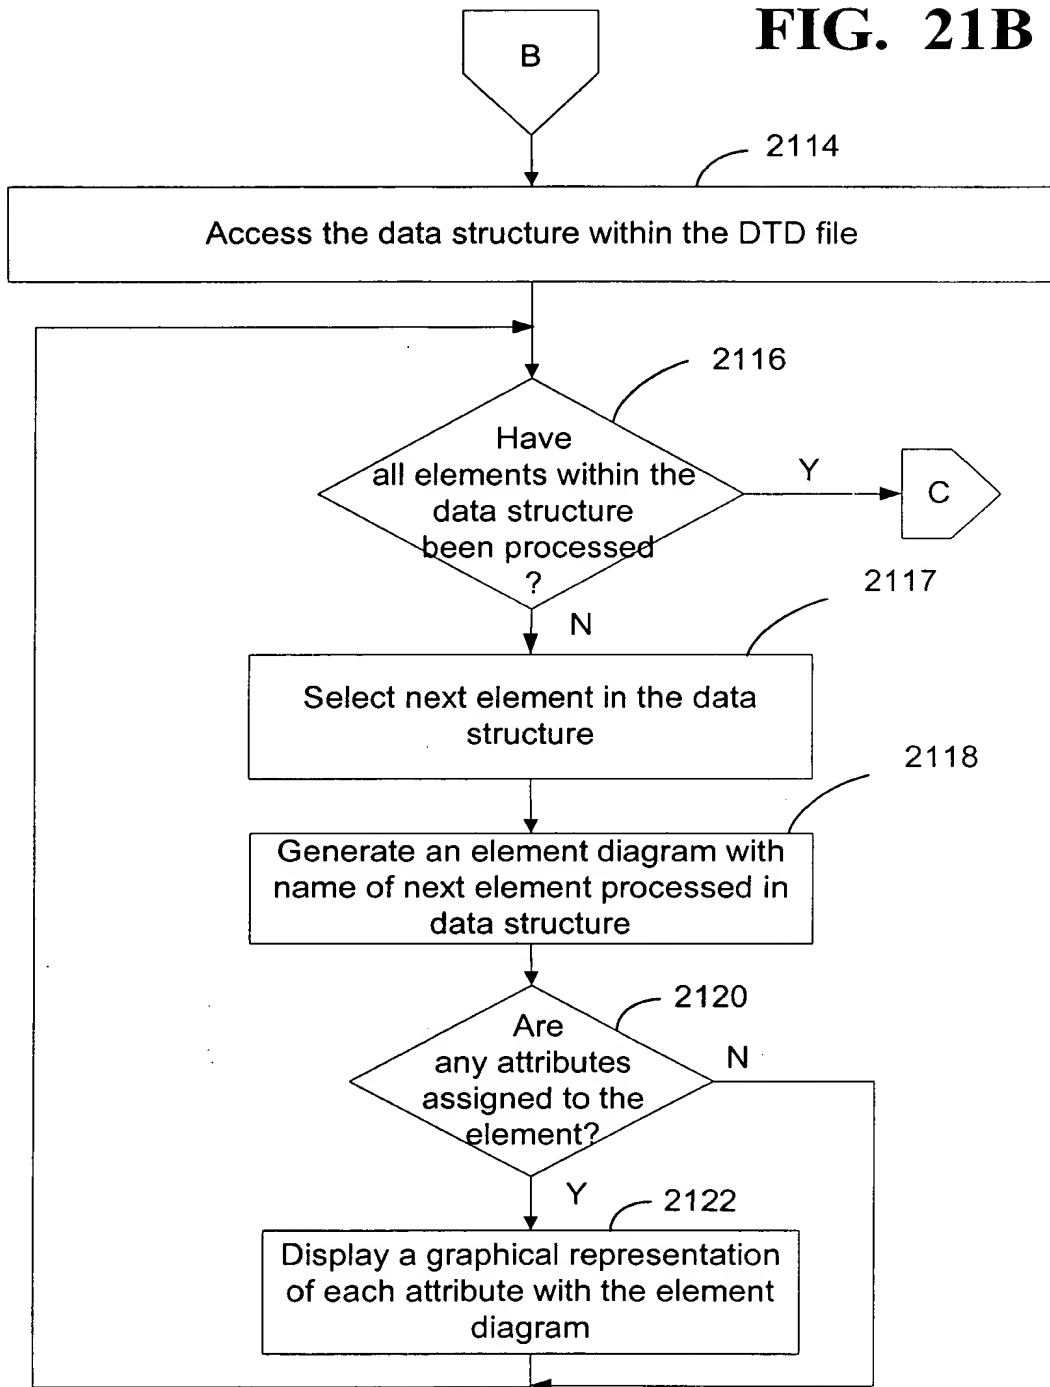 FIG. 21B
B
2114
Access the data structure within the DTD file
2116
Have
all elements within the
data structure
been processed
?
Y
C
N
2117
Select next element in the data
structure
2118
Generate an element diagram with
name of next element processed in
data structure
2120
Are
any attributes
assigned to the
element?
N
Y
2122
Display a graphical representation
of each attribute with the element
diagram